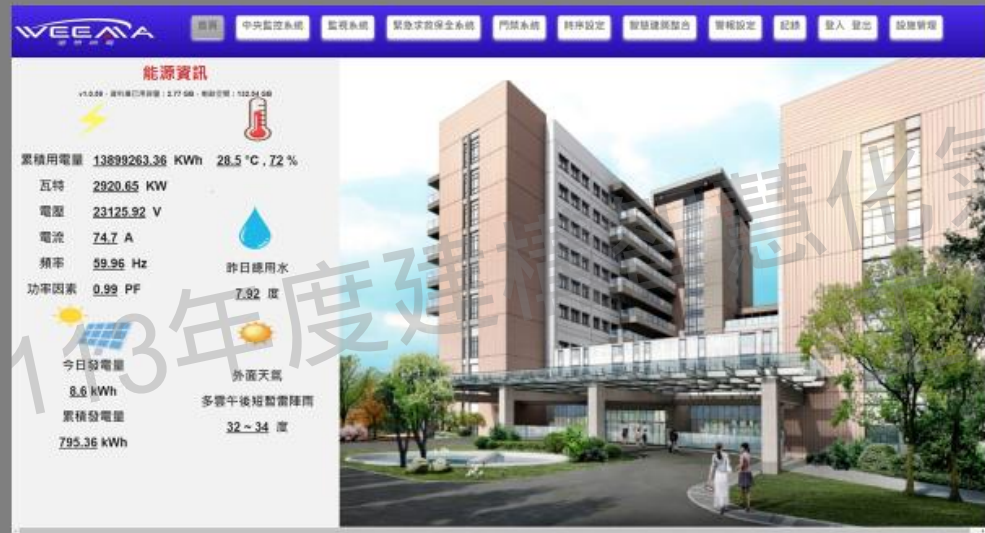 WEEMA
首頁 中央監控系統 監視系統 緊急求救保全系統 門禁系統 時序設定 智慧建築整合 警報設定 記錄 登入 登出 設施管理
能源資訊
累積用電量 13899263.36 KWh 28.5 °C , 72 %
瓦特 2920.65 KW
電壓 23125.92 V
電流 74.7 A
頻率 59.96 Hz
昨日總用水
功率因素 0.99 PF
7.92 度
今日發電量
外面天氣
8.6 kWh
多雲午後短暫雷陣雨
累積發電量
32 ~ 34 度
795.36 kWh
113年度建
慧化